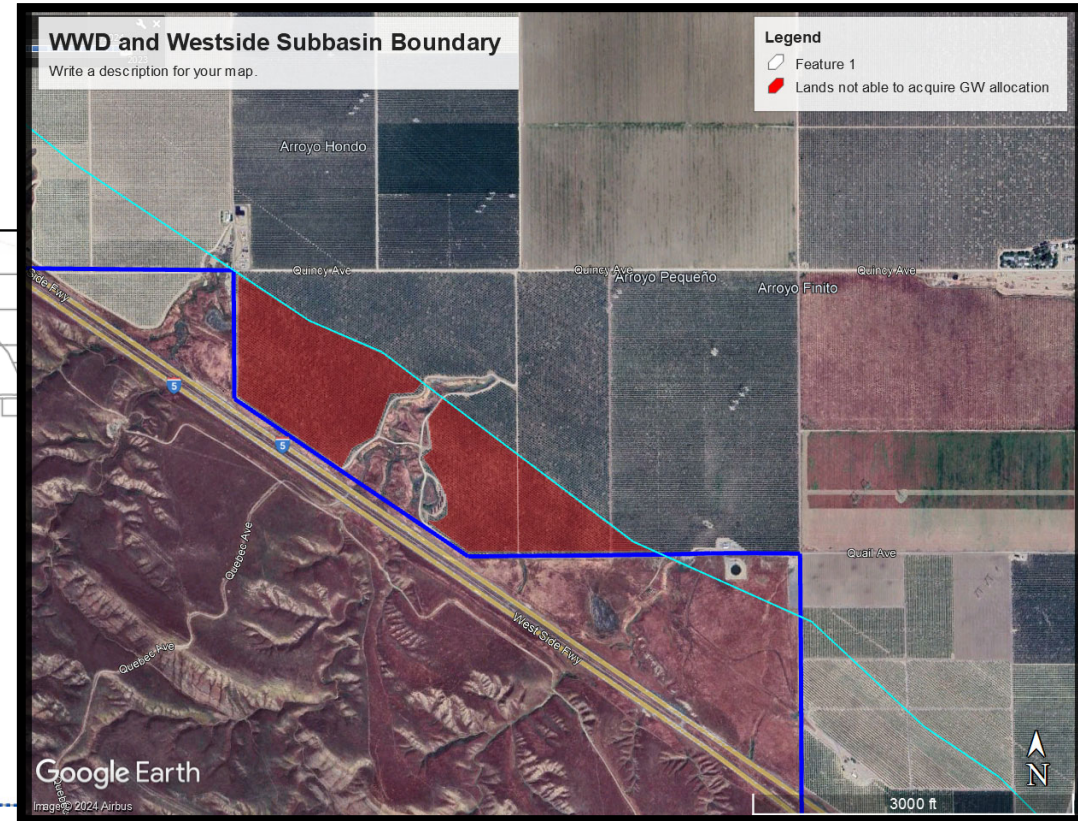 WWD and Westside Subbasin Boundary
Write a description for your map.
Legend
Feature 1
Lands not able to acquire GW allocation
Arroyo Hondo
Quincy Ave
Quincy Ave
Quincy Ave
Arroyo Pequeño
Arroyo Finito
Side Fwy
5
5
Quebec Ave
Quail Ave
West Side Fwy
Quebec Ave
Quebec
Google Earth
Image © 2024 Airbus
N
3000 ft